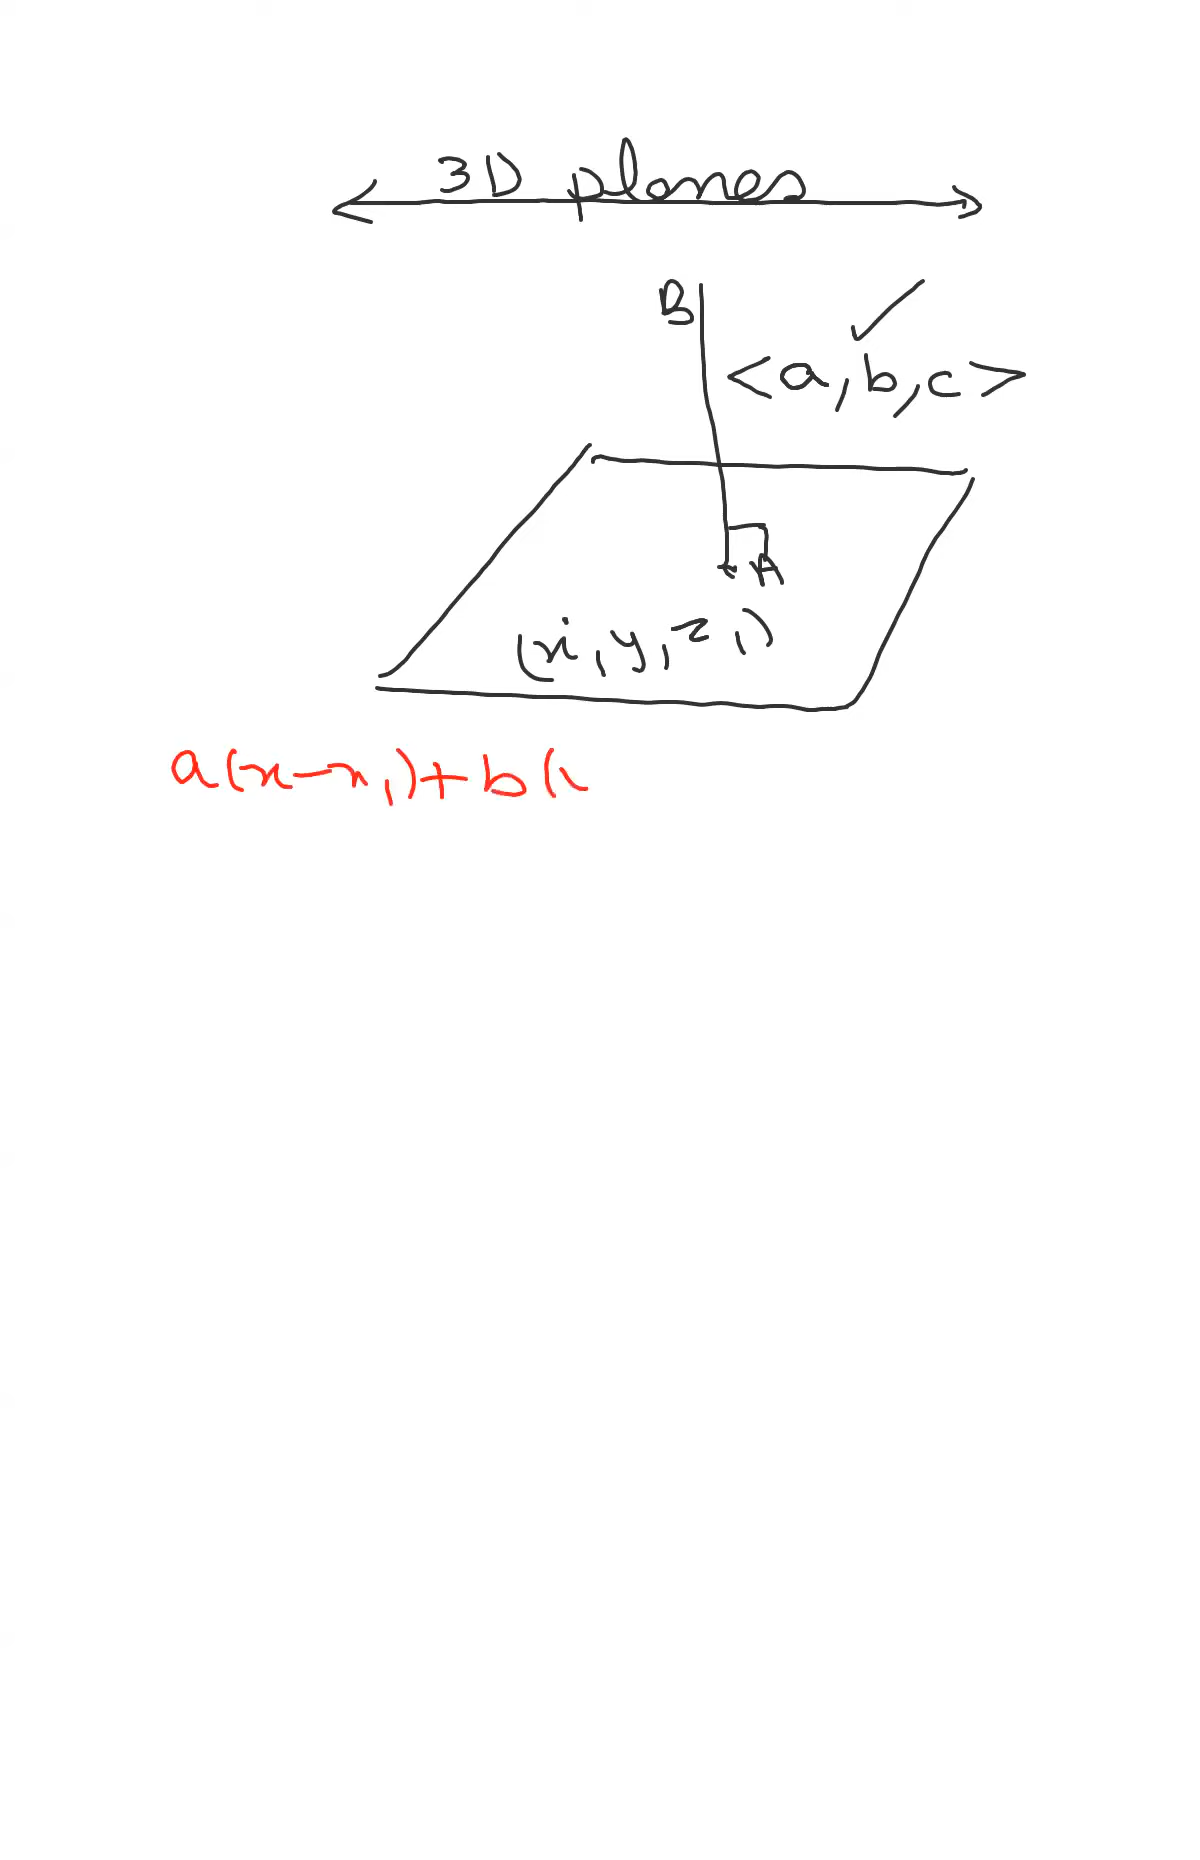 3D planes
B
<a,b,c>
A
(x₁,y₁,z₁)
a(x-x₁)+b(